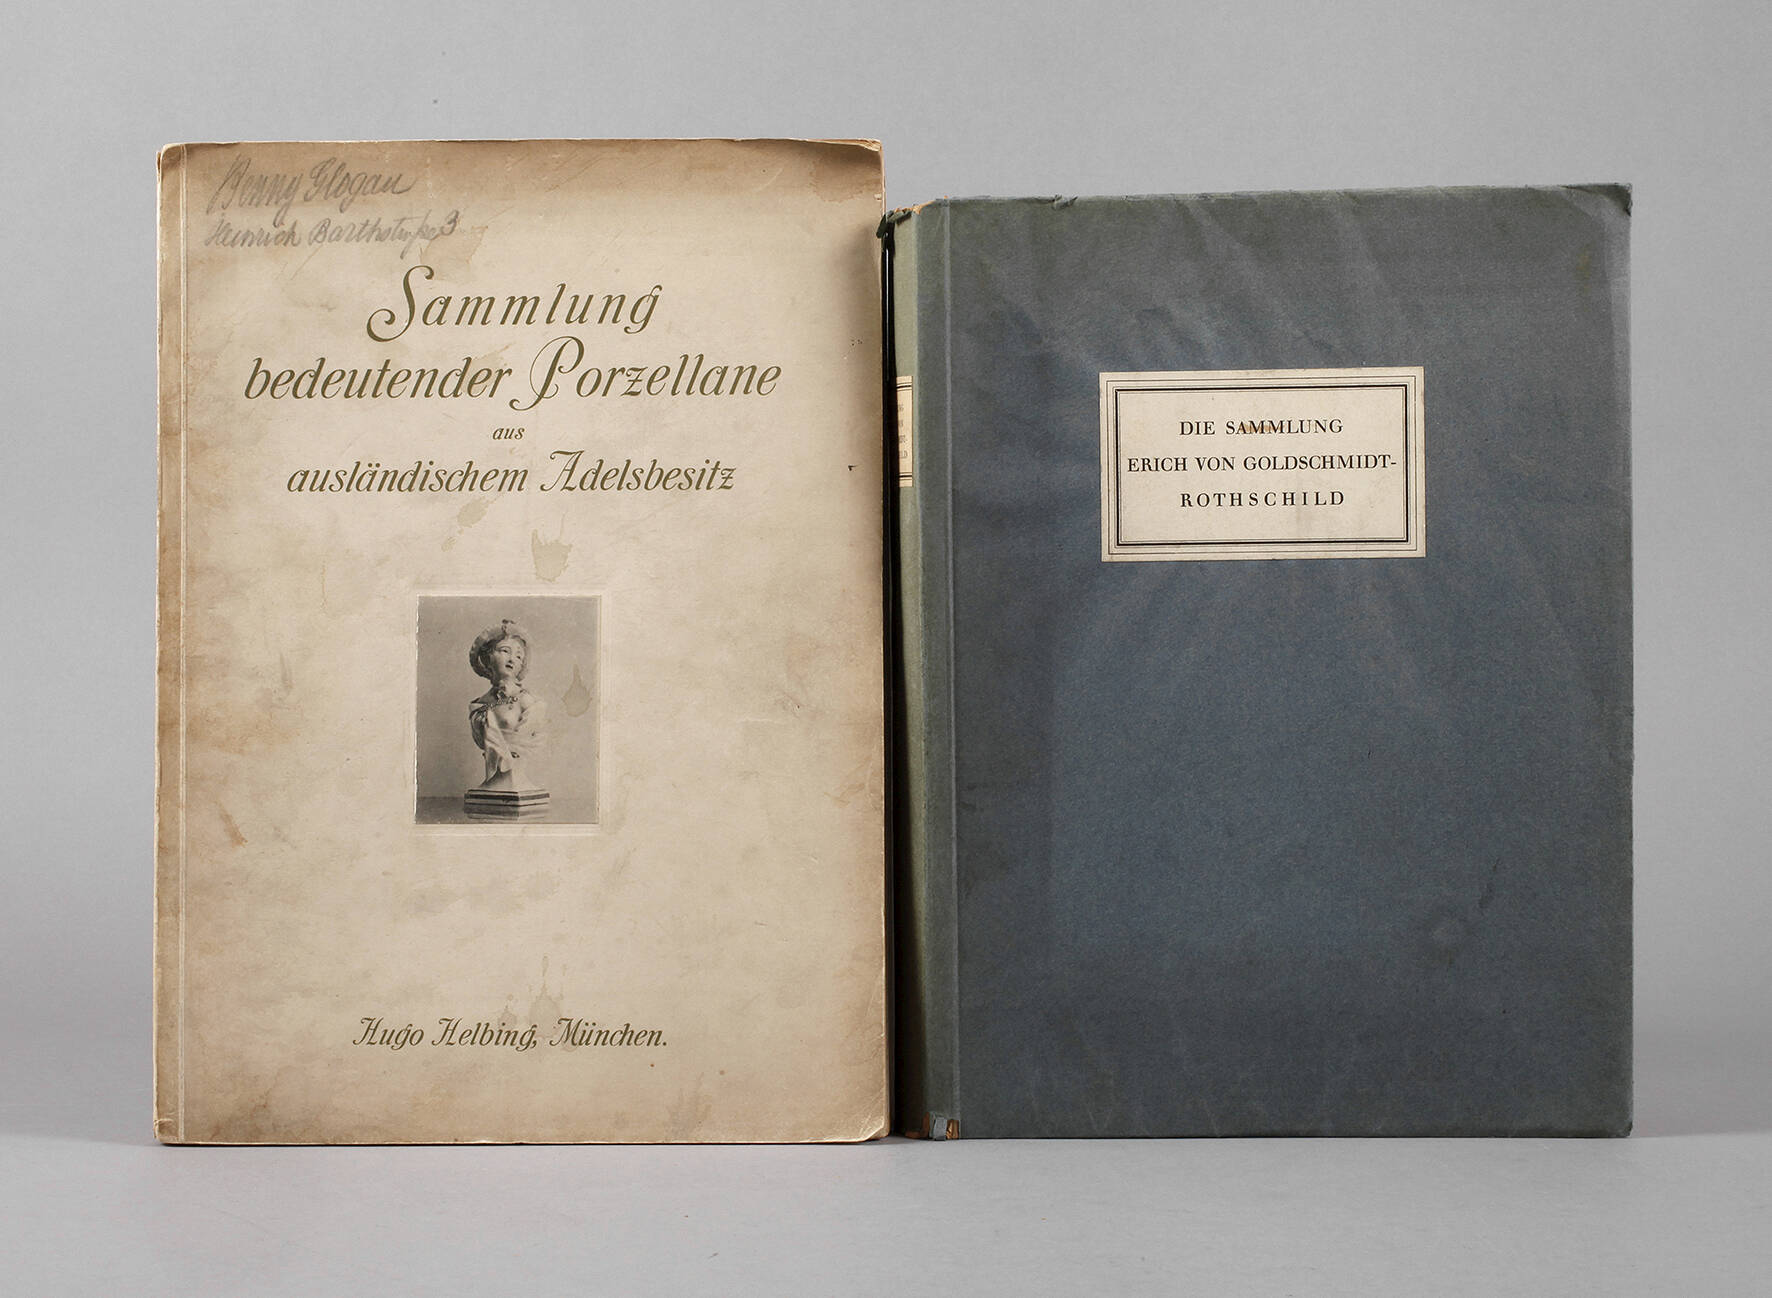 Benny Glogau
Heinrich Barthstraße 3
Sammlung
bedeutender Porzellane
aus
ausländischem Adelsbesitz
Hugo Helbing, München.
DIE SAMMLUNG
ERICH VON GOLDSCHMIDT-
ROTHSCHILD